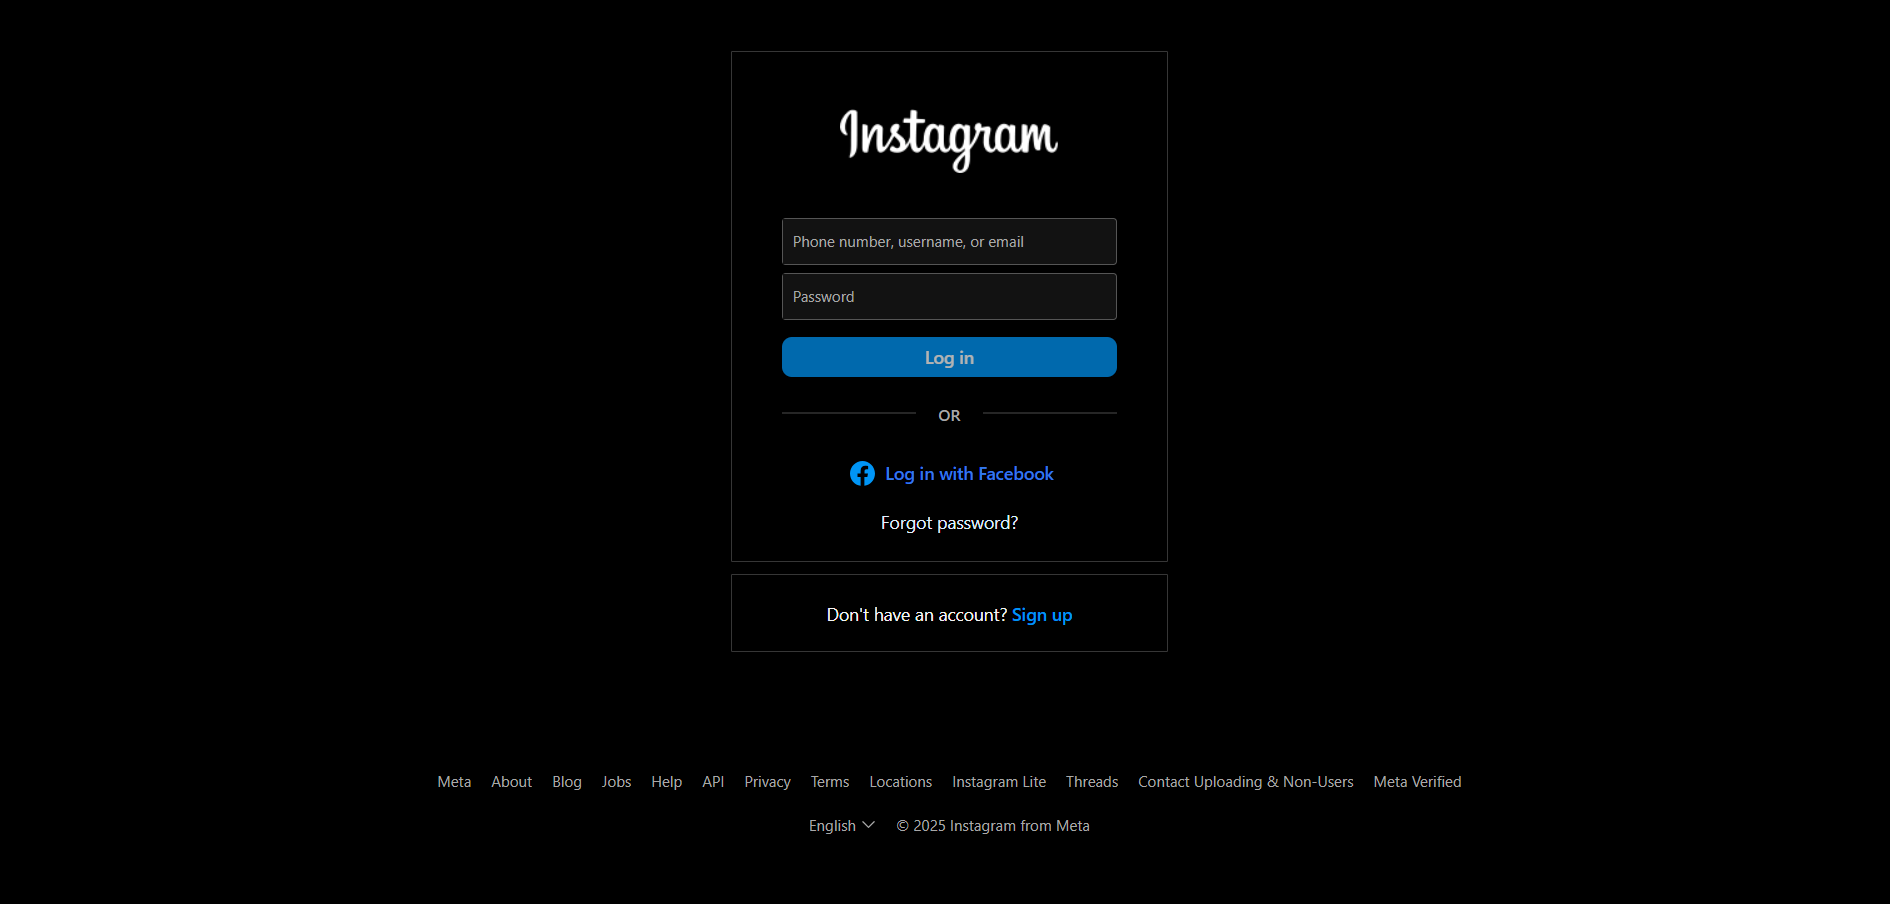 Instagram
Phone number, username, or email
Password
Log in
OR
Log in with Facebook
Forgot password?
Don't have an account? Sign up
Meta About Blog Jobs Help API Privacy Terms Locations Instagram Lite Threads Contact Uploading & Non-Users Meta Verified
English © 2025 Instagram from Meta